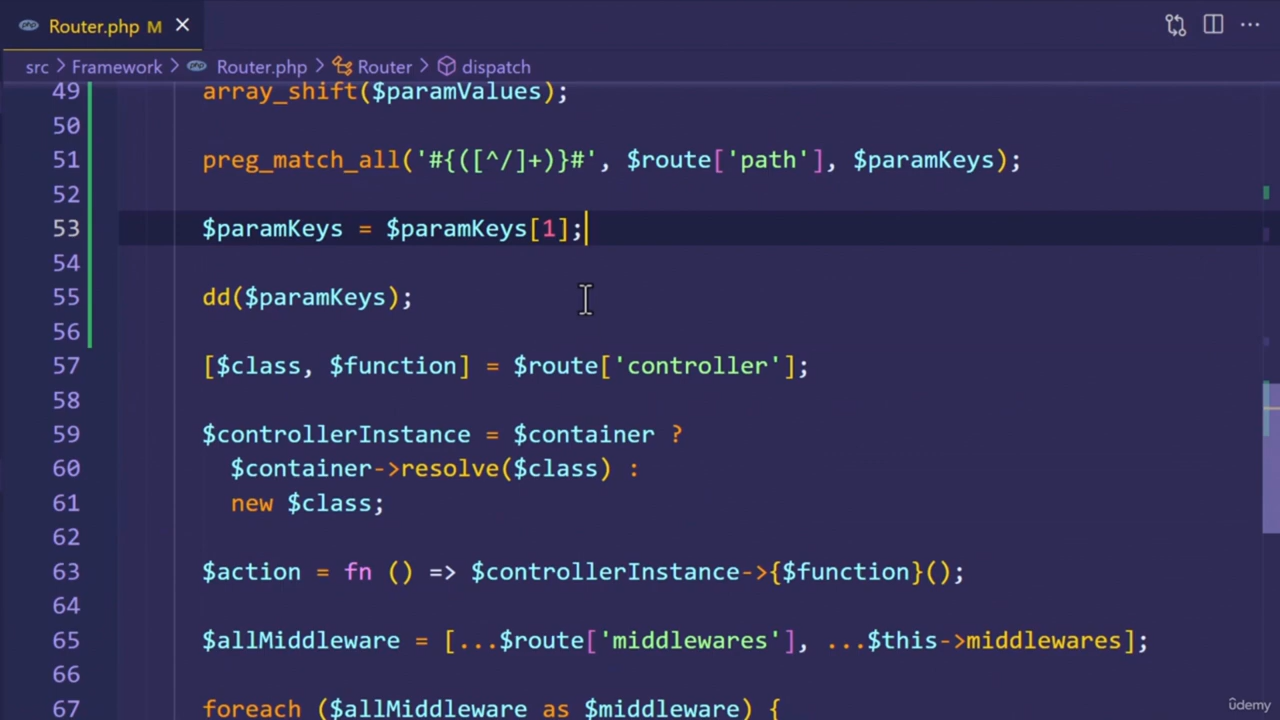 Router.php M
src > Framework > Router.php > Router > dispatch
49 array_shift($paramValues);
50
51 preg_match_all('#{([^/]+)}#', $route['path'], $paramKeys);
52
53 $paramKeys = $paramKeys[1];
54
55 dd($paramKeys);
56
57 [$class, $function] = $route['controller'];
58
59 $controllerInstance = $container ?
60 $container->resolve($class) :
61 new $class;
62
63 $action = fn () => $controllerInstance->{$function}();
64
65 $allMiddleware = [...$route['middlewares'], ...$this->middlewares];
66
67 foreach ($allMiddleware as $middleware) {
ûdemy